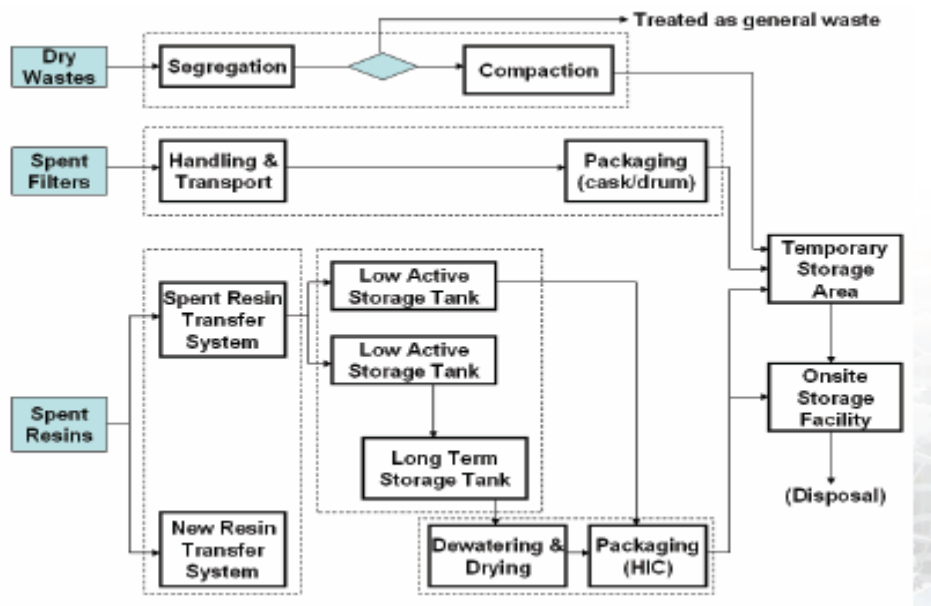 Treated as general waste
Dry
Wastes
Segregation
Compaction
Spent
Filters
Handling &
Transport
Packaging
(cask/drum)
Temporary
Storage
Area
Spent Resin
Transfer
System
Low Active
Storage Tank
Low Active
Storage Tank
Onsite
Storage
Facility
Spent
Resins
Long Term
Storage Tank
(Disposal)
New Resin
Transfer
System
Dewatering &
Drying
Packaging
(HIC)